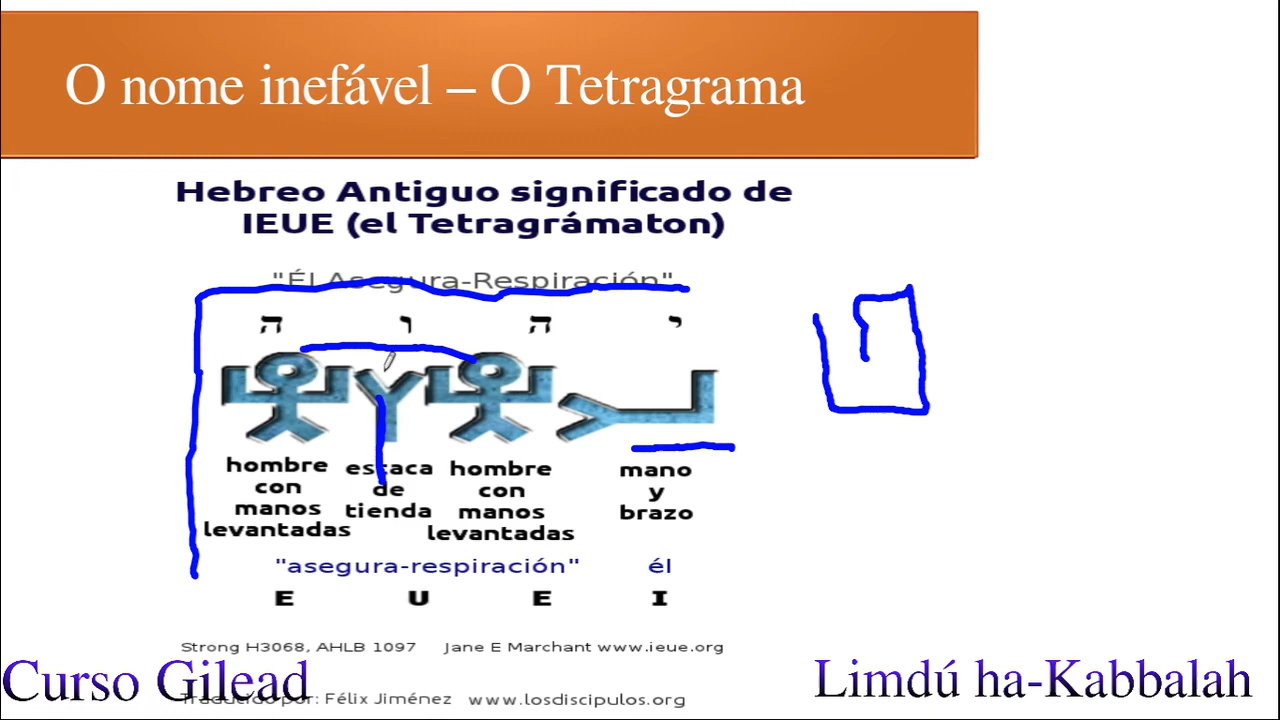 O nome inefável – O Tetragrama
Hebreo Antiguo significado de
IEUE (el Tetragrámaton)
"Él Asegura-Respiración"
י ה ו ה
hombre con manos levantadas
estaca de tienda
hombre con manos levantadas
mano y brazo
"asegura-respiración" él
E U E I
Strong H3068, AHLB 1097 Jane E Marchant www.ieue.org
Curso Gilead
Limdú ha-Kabbalah
Traducido por: Félix Jiménez www.losdiscipulos.org